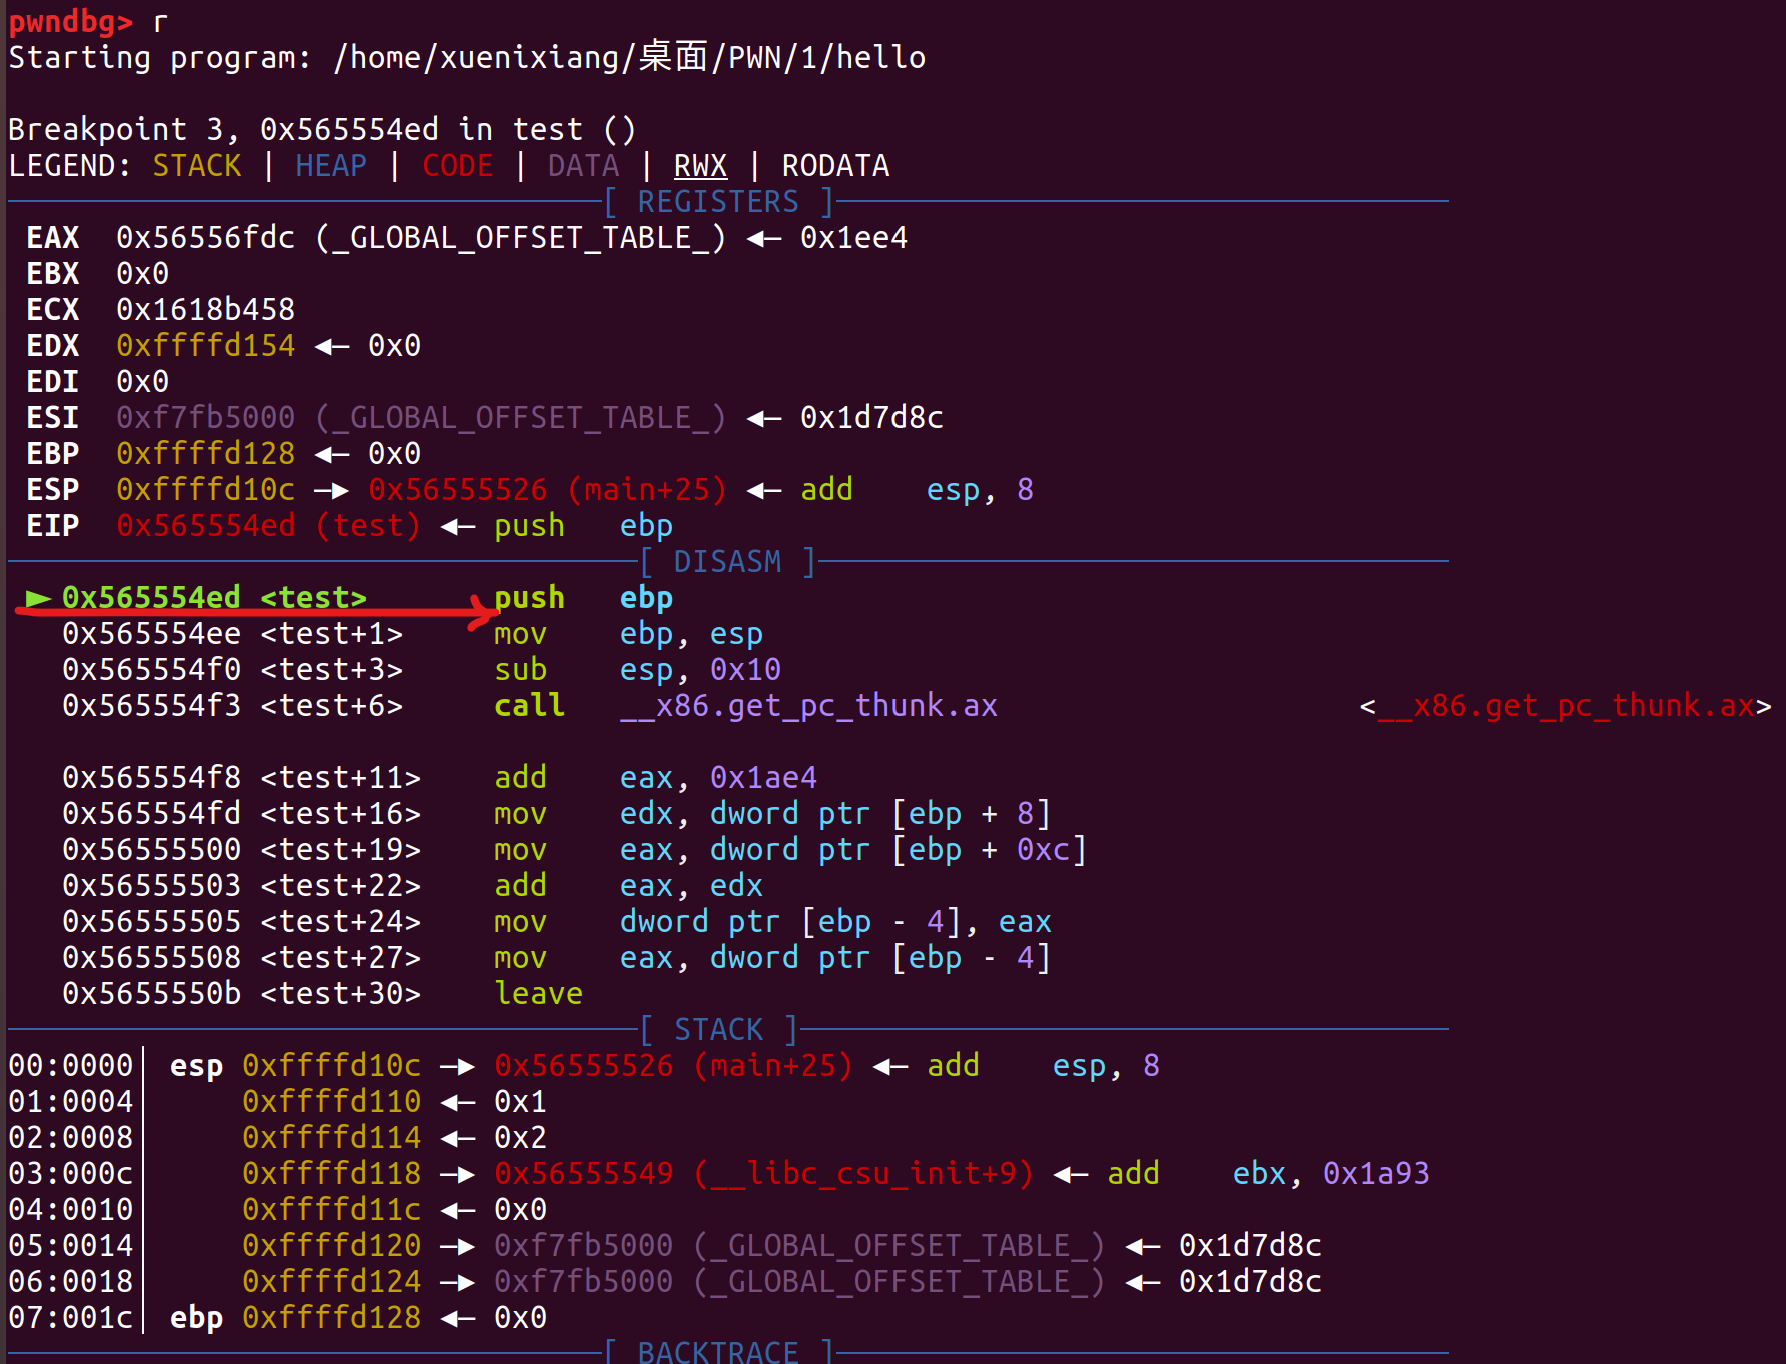 pwndbg> r
Starting program: /home/xuenixiang/桌面/PWN/1/hello
Breakpoint 3, 0x565554ed in test ()
LEGEND: STACK | HEAP | CODE | DATA | RWX | RODATA
[ REGISTERS ]
EAX  0x56556fdc (_GLOBAL_OFFSET_TABLE_) ◂— 0x1ee4
EBX  0x0
ECX  0x1618b458
EDX  0xffffd154 ◂— 0x0
EDI  0x0
ESI  0xf7fb5000 (_GLOBAL_OFFSET_TABLE_) ◂— 0x1d7d8c
EBP  0xffffd128 ◂— 0x0
ESP  0xffffd10c —▸ 0x56555526 (main+25) ◂— add    esp, 8
EIP  0x565554ed (test) ◂— push   ebp
[ DISASM ]
► 0x565554ed <test>       push   ebp
0x565554ee <test+1>     mov    ebp, esp
0x565554f0 <test+3>     sub    esp, 0x10
0x565554f3 <test+6>     call   __x86.get_pc_thunk.ax                    <__x86.get_pc_thunk.ax>
0x565554f8 <test+11>    add    eax, 0x1ae4
0x565554fd <test+16>    mov    edx, dword ptr [ebp + 8]
0x56555500 <test+19>    mov    eax, dword ptr [ebp + 0xc]
0x56555503 <test+22>    add    eax, edx
0x56555505 <test+24>    mov    dword ptr [ebp - 4], eax
0x56555508 <test+27>    mov    eax, dword ptr [ebp - 4]
0x5655550b <test+30>    leave
[ STACK ]
00:0000│ esp 0xffffd10c —▸ 0x56555526 (main+25) ◂— add    esp, 8
01:0004│     0xffffd110 ◂— 0x1
02:0008│     0xffffd114 ◂— 0x2
03:000c│     0xffffd118 —▸ 0x56555549 (__libc_csu_init+9) ◂— add    ebx, 0x1a93
04:0010│     0xffffd11c ◂— 0x0
05:0014│     0xffffd120 —▸ 0xf7fb5000 (_GLOBAL_OFFSET_TABLE_) ◂— 0x1d7d8c
06:0018│     0xffffd124 —▸ 0xf7fb5000 (_GLOBAL_OFFSET_TABLE_) ◂— 0x1d7d8c
07:001c│ ebp 0xffffd128 ◂— 0x0
[ BACKTRACE ]